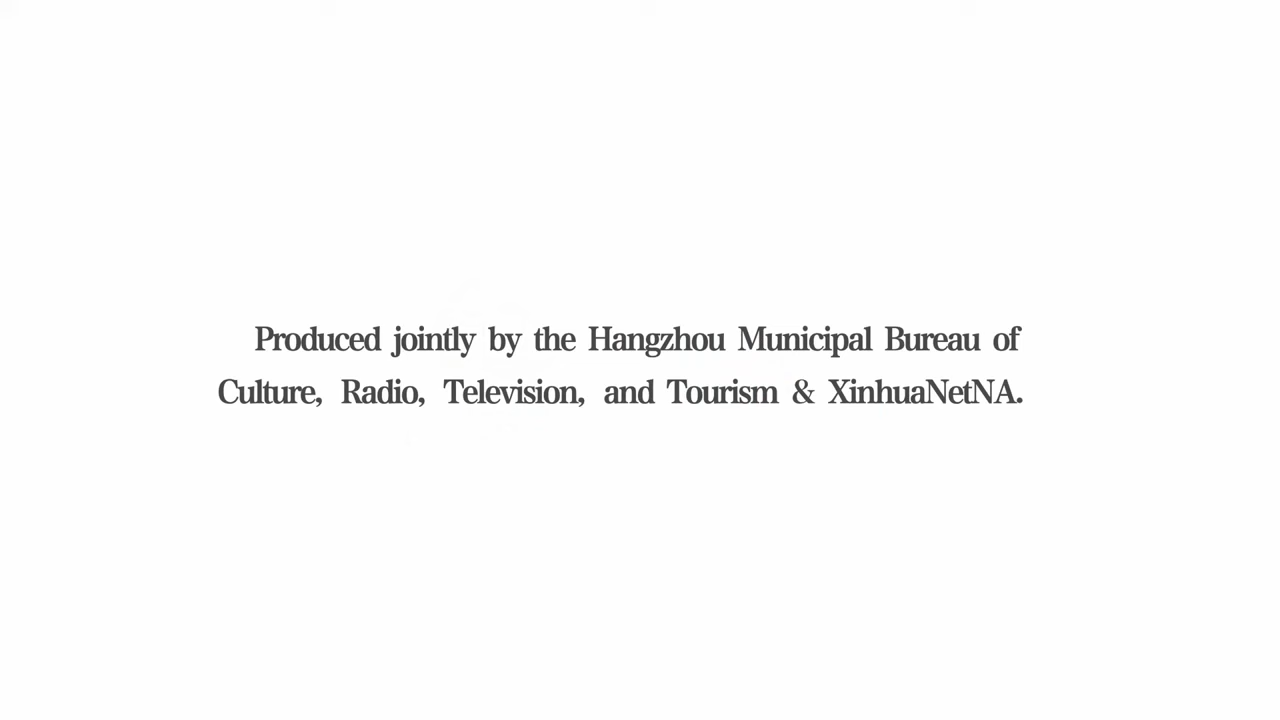 Produced jointly by the Hangzhou Municipal Bureau of
Culture, Radio, Television, and Tourism & XinhuaNetNA.